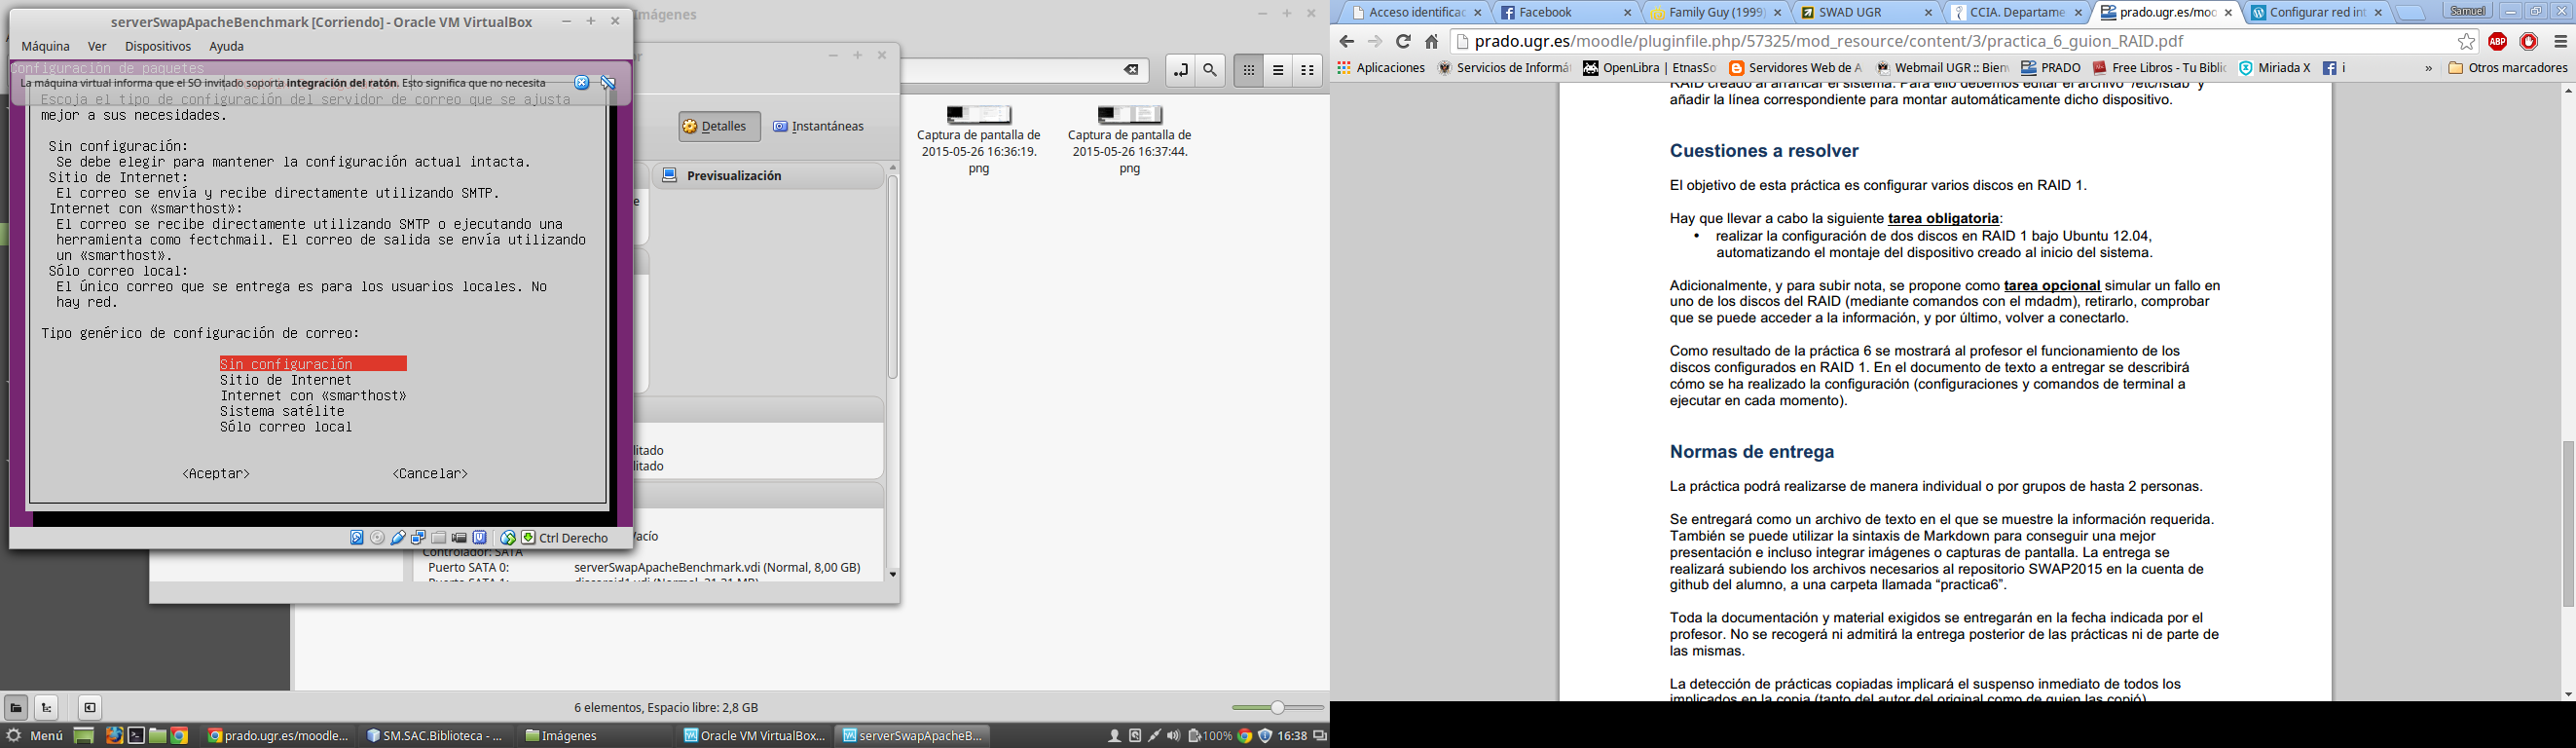 serverSwapApacheBenchmark [Corriendo] - Oracle VM VirtualBox
Máquina Ver Dispositivos Ayuda
Configuración de paquetes
La máquina virtual informa que el SO invitado soporta integración del ratón. Esto significa que no necesita
Escoja el tipo de configuración del servidor de correo que se ajusta
mejor a sus necesidades.
Sin configuración:
Se debe elegir para mantener la configuración actual intacta.
Sitio de Internet:
El correo se envía y recibe directamente utilizando SMTP.
Internet con «smarthost»:
El correo se recibe directamente utilizando SMTP o ejecutando una
herramienta como fectchmail. El correo de salida se envía utilizando
un «smarthost».
Sólo correo local:
El único correo que se entrega es para los usuarios locales. No
hay red.
Tipo genérico de configuración de correo:
Sin configuración
Sitio de Internet
Internet con «smarthost»
Sistema satélite
Sólo correo local
<Aceptar> <Cancelar>
Ctrl Derecho
Imágenes
Detalles Instantáneas
Previsualización
litado
litado
Vacío
Controlador: SATA
Puerto SATA 0: serverSwapApacheBenchmark.vdi (Normal, 8,00 GB)
Captura de pantalla de
2015-05-26 16:36:19.
png
Captura de pantalla de
2015-05-26 16:37:44.
png
6 elementos, Espacio libre: 2,8 GB
Menú prado.ugr.es/moodle... SM.SAC.Biblioteca - ... Imágenes Oracle VM VirtualBox... serverSwapApacheB... 100% 16:38
Acceso identificac Facebook Family Guy (1999) SWAD UGR CCIA. Departame prado.ugr.es/moo Configurar red int Samuel
prado.ugr.es/moodle/pluginfile.php/57325/mod_resource/content/3/practica_6_guion_RAID.pdf
ABP
Aplicaciones Servicios de Informá OpenLibra | EtnasSo Servidores Web de A Webmail UGR :: Bien PRADO Free Libros - Tu Biblic Miriada X i » Otros marcadores
RAID creado al arrancar el sistema. Para ello debemos editar el archivo "/etc/fstab" y
añadir la línea correspondiente para montar automáticamente dicho dispositivo.
Cuestiones a resolver
El objetivo de esta práctica es configurar varios discos en RAID 1.
Hay que llevar a cabo la siguiente tarea obligatoria:
• realizar la configuración de dos discos en RAID 1 bajo Ubuntu 12.04,
automatizando el montaje del dispositivo creado al inicio del sistema.
Adicionalmente, y para subir nota, se propone como tarea opcional simular un fallo en
uno de los discos del RAID (mediante comandos con el mdadm), retirarlo, comprobar
que se puede acceder a la información, y por último, volver a conectarlo.
Como resultado de la práctica 6 se mostrará al profesor el funcionamiento de los
discos configurados en RAID 1. En el documento de texto a entregar se describirá
cómo se ha realizado la configuración (configuraciones y comandos de terminal a
ejecutar en cada momento).
Normas de entrega
La práctica podrá realizarse de manera individual o por grupos de hasta 2 personas.
Se entregará como un archivo de texto en el que se muestre la información requerida.
También se puede utilizar la sintaxis de Markdown para conseguir una mejor
presentación e incluso integrar imágenes o capturas de pantalla. La entrega se
realizará subiendo los archivos necesarios al repositorio SWAP2015 en la cuenta de
github del alumno, a una carpeta llamada “practica6”.
Toda la documentación y material exigidos se entregarán en la fecha indicada por el
profesor. No se recogerá ni admitirá la entrega posterior de las prácticas ni de parte de
las mismas.
La detección de prácticas copiadas implicará el suspenso inmediato de todos los
implicados en la copia (tanto del autor del original como de quien las copió).